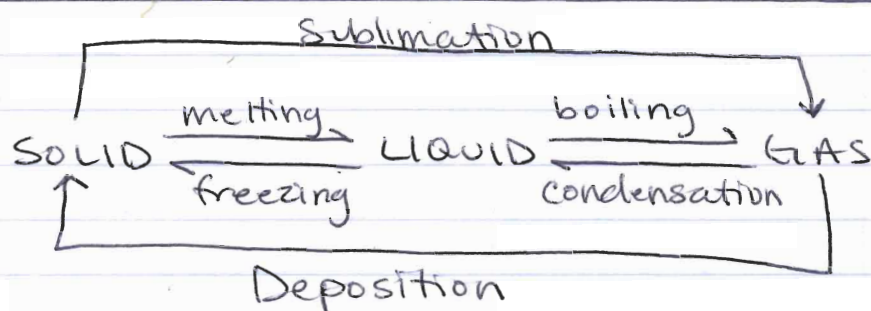 Sublimation
melting boiling
SOLID LIQUID GAS
freezing condensation
Deposition